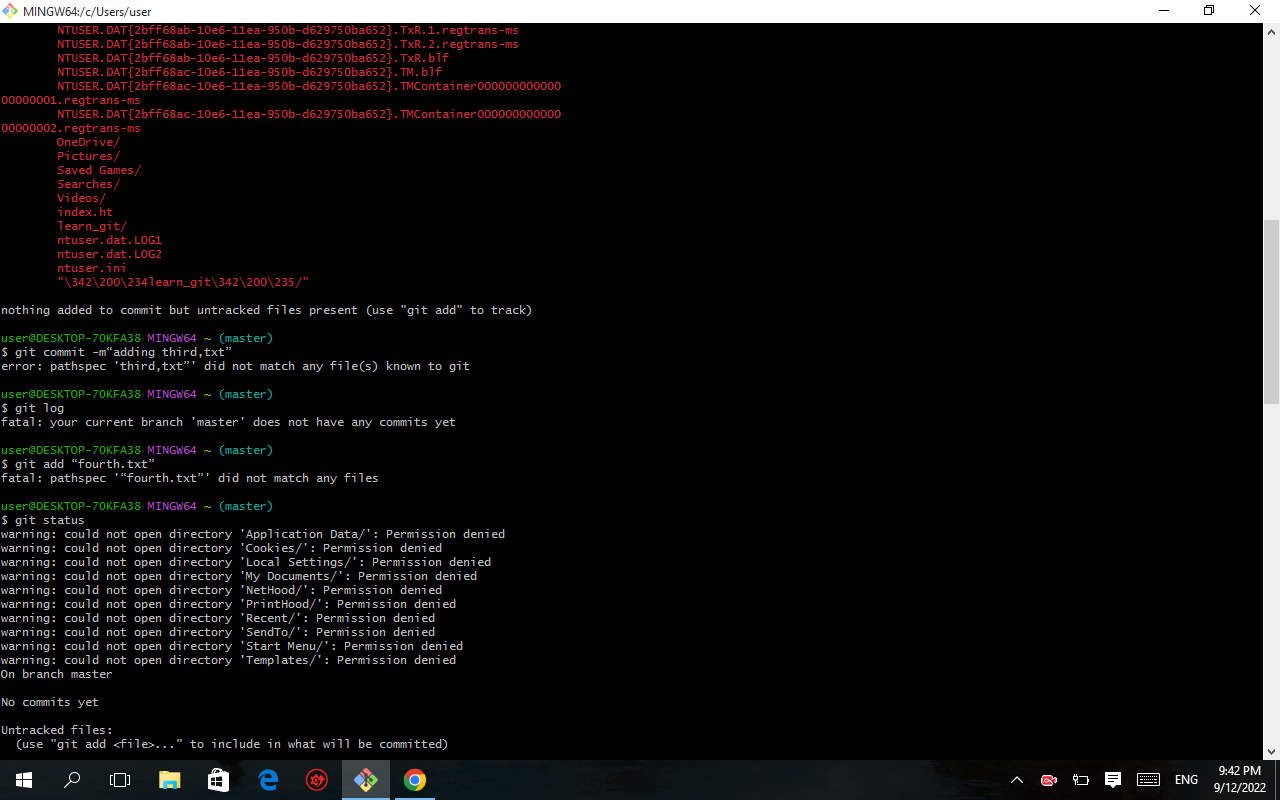 MINGW64:/c/Users/user
NTUSER.DAT{2bff68ab-10e6-11ea-950b-d629750ba652}.TxR.1.regtrans-ms
NTUSER.DAT{2bff68ab-10e6-11ea-950b-d629750ba652}.TxR.2.regtrans-ms
NTUSER.DAT{2bff68ab-10e6-11ea-950b-d629750ba652}.TxR.blf
NTUSER.DAT{2bff68ac-10e6-11ea-950b-d629750ba652}.TM.blf
NTUSER.DAT{2bff68ac-10e6-11ea-950b-d629750ba652}.TMContainer000000000000
00000001.regtrans-ms
NTUSER.DAT{2bff68ac-10e6-11ea-950b-d629750ba652}.TMContainer000000000000
00000002.regtrans-ms
OneDrive/
Pictures/
Saved Games/
Searches/
Videos/
index.ht
learn_git/
ntuser.dat.LOG1
ntuser.dat.LOG2
ntuser.ini
"\342\200\234learn_git\342\200\235/"
nothing added to commit but untracked files present (use "git add" to track)
user@DESKTOP-7OKFA38 MINGW64 ~ (master)
$ git commit -m“adding third,txt”
error: pathspec 'third,txt”' did not match any file(s) known to git
user@DESKTOP-7OKFA38 MINGW64 ~ (master)
$ git log
fatal: your current branch 'master' does not have any commits yet
user@DESKTOP-7OKFA38 MINGW64 ~ (master)
$ git add “fourth.txt”
fatal: pathspec '“fourth.txt”' did not match any files
user@DESKTOP-7OKFA38 MINGW64 ~ (master)
$ git status
warning: could not open directory 'Application Data/': Permission denied
warning: could not open directory 'Cookies/': Permission denied
warning: could not open directory 'Local Settings/': Permission denied
warning: could not open directory 'My Documents/': Permission denied
warning: could not open directory 'NetHood/': Permission denied
warning: could not open directory 'PrintHood/': Permission denied
warning: could not open directory 'Recent/': Permission denied
warning: could not open directory 'SendTo/': Permission denied
warning: could not open directory 'Start Menu/': Permission denied
warning: could not open directory 'Templates/': Permission denied
On branch master
No commits yet
Untracked files:
(use "git add <file>..." to include in what will be committed)
ENG
9:42 PM
9/12/2022